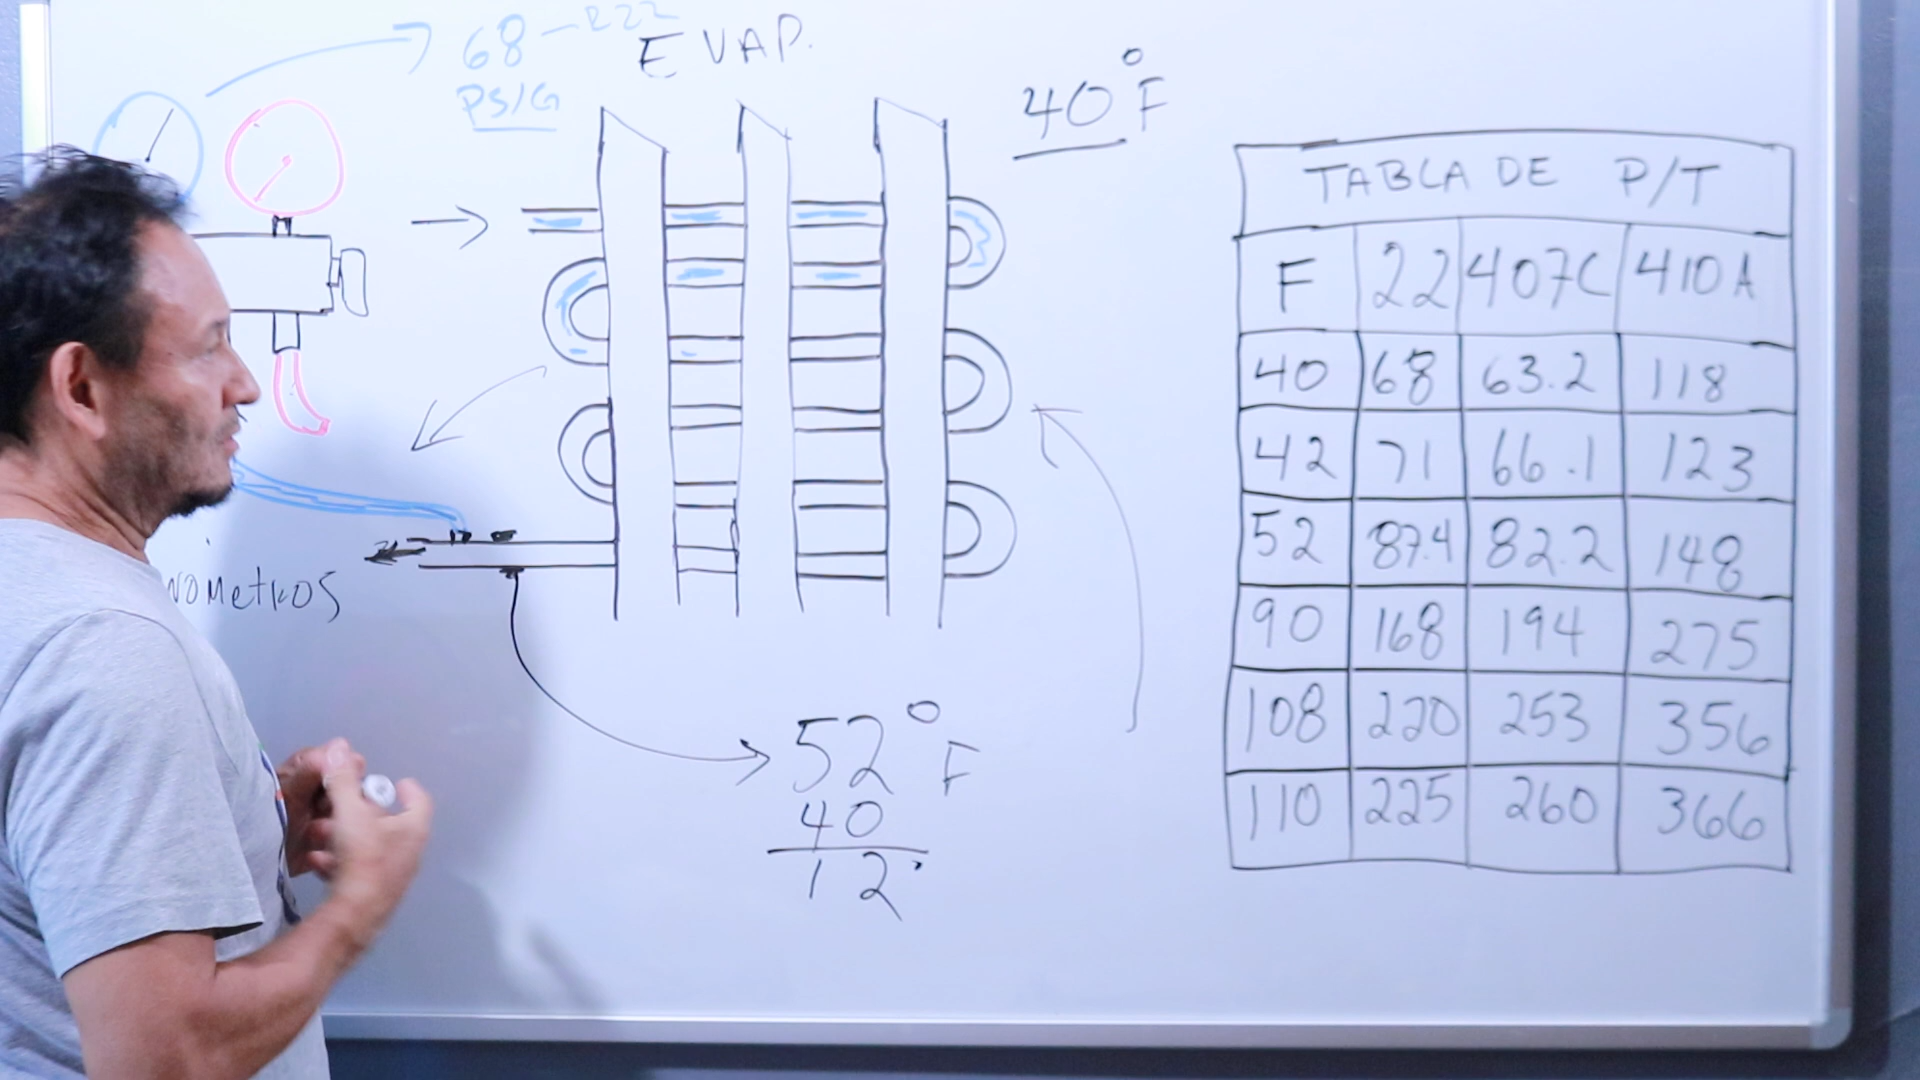 68 - R22
PSIG
EVAP.
40°F
nómetros
52°F
40
12°
TABLA DE P/T
F 22 407C 410A
40 68 63.2 118
42 71 66.1 123
52 87.4 82.2 148
90 168 194 275
108 220 253 356
110 225 260 366